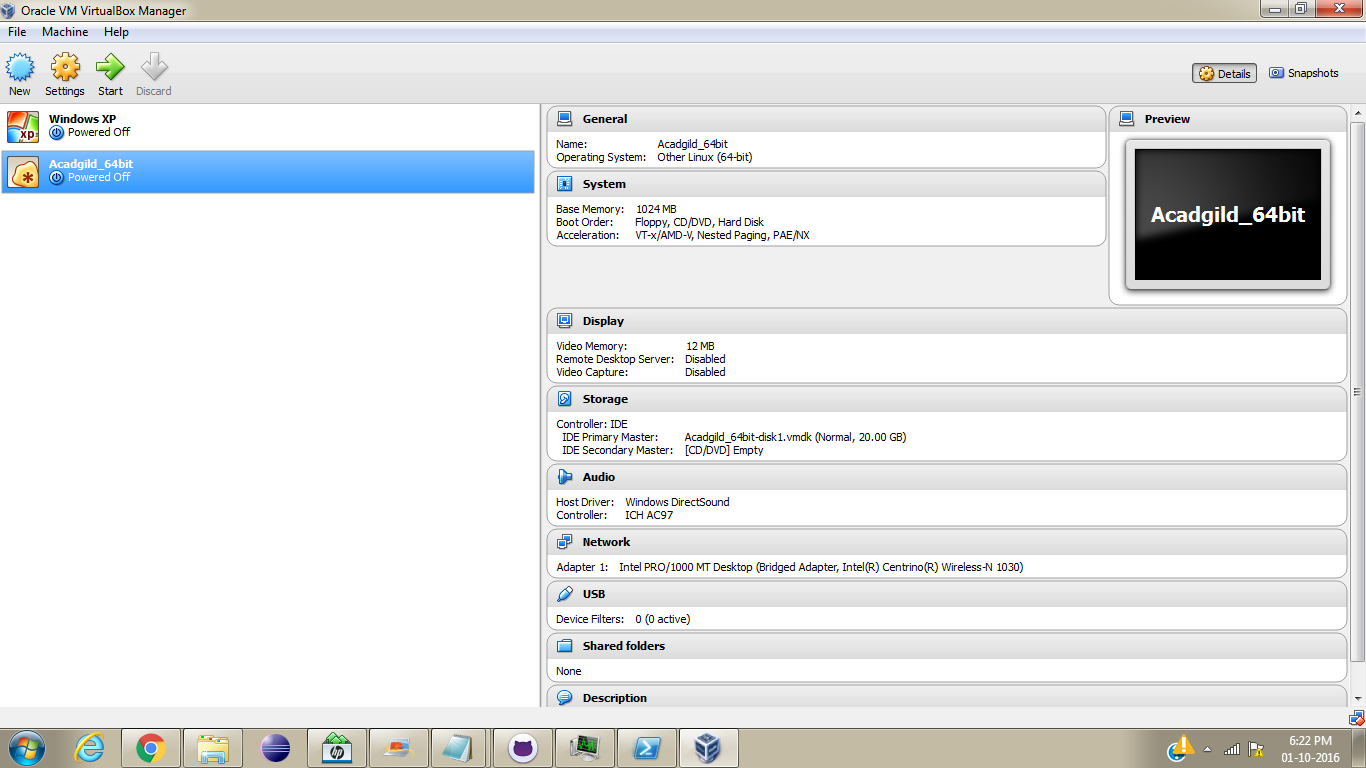 Oracle VM VirtualBox Manager
File Machine Help
New Settings Start Discard
Details Snapshots
Windows XP
Powered Off
Acadgild_64bit
Powered Off
General
Name: Acadgild_64bit
Operating System: Other Linux (64-bit)
System
Base Memory: 1024 MB
Boot Order: Floppy, CD/DVD, Hard Disk
Acceleration: VT-x/AMD-V, Nested Paging, PAE/NX
Preview
Acadgild_64bit
Display
Video Memory: 12 MB
Remote Desktop Server: Disabled
Video Capture: Disabled
Storage
Controller: IDE
IDE Primary Master: Acadgild_64bit-disk1.vmdk (Normal, 20.00 GB)
IDE Secondary Master: [CD/DVD] Empty
Audio
Host Driver: Windows DirectSound
Controller: ICH AC97
Network
Adapter 1: Intel PRO/1000 MT Desktop (Bridged Adapter, Intel(R) Centrino(R) Wireless-N 1030)
USB
Device Filters: 0 (0 active)
Shared folders
None
Description
hp
6:22 PM
01-10-2016